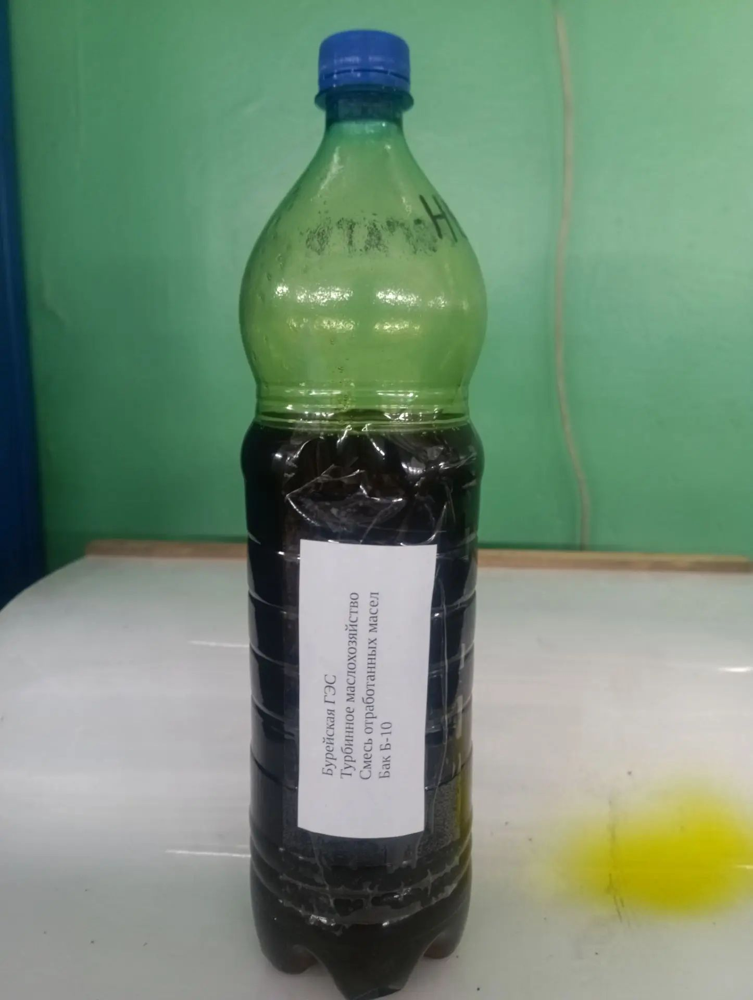 Бурейская ГЭС
Турбинное маслохозяйство
Смесь отработанных масел
Бак Б-10